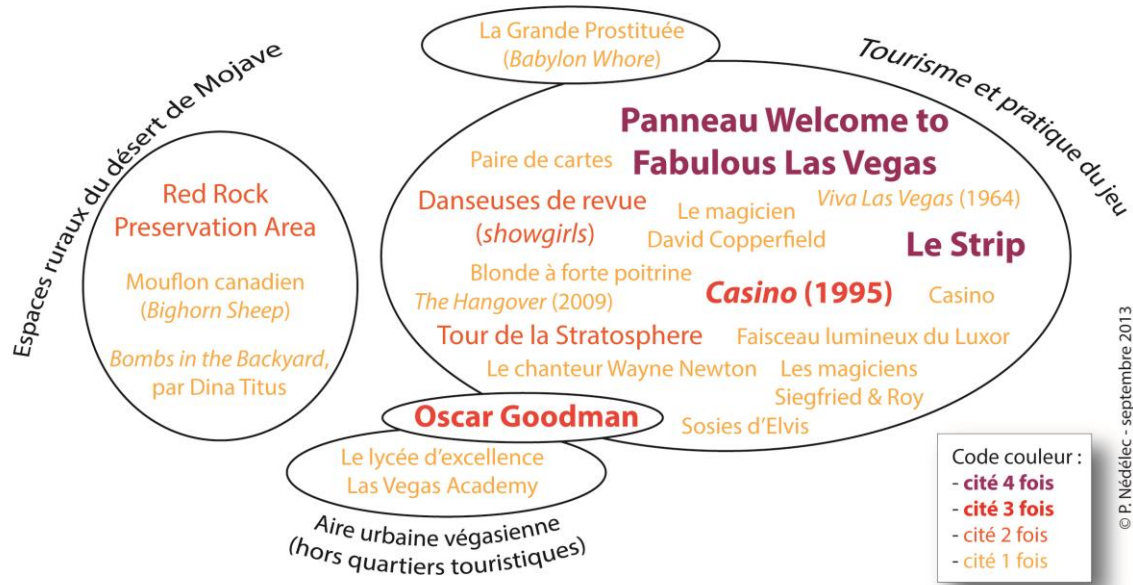 La Grande Prostituée
(Babylon Whore)
Espaces ruraux du désert de Mojave
Tourisme et pratique du jeu
Red Rock
Preservation Area
Mouflon canadien
(Bighorn Sheep)
Bombs in the Backyard,
par Dina Titus
Panneau Welcome to
Fabulous Las Vegas
Paire de cartes
Viva Las Vegas (1964)
Danseuses de revue
(showgirls)
Le magicien
David Copperfield
Le Strip
Blonde à forte poitrine
The Hangover (2009)
Casino (1995)
Casino
Tour de la Stratosphere
Faisceau lumineux du Luxor
Le chanteur Wayne Newton
Les magiciens
Siegfried & Roy
Sosies d'Elvis
Oscar Goodman
Le lycée d'excellence
Las Vegas Academy
Aire urbaine végasienne
(hors quartiers touristiques)
Code couleur :
- cité 4 fois
- cité 3 fois
- cité 2 fois
- cité 1 fois
© P. Nédélec - septembre 2013